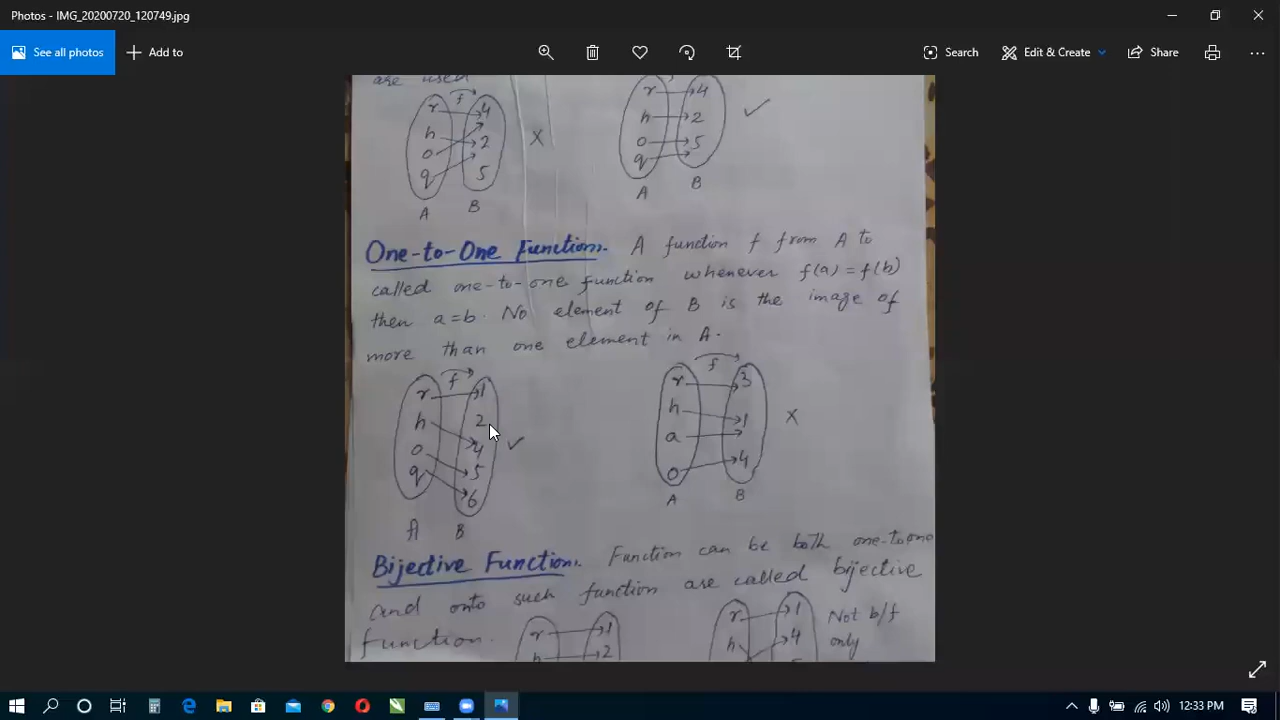 Photos - IMG_20200720_120749.jpg
See all photos
Add to
Search
Edit & Create
Share
are used
f
r 4
h 2
o 5
q
A B
X
r 4
h 2
o 5
q
A B
✓
One-to-One Function. A function f from A to
called one-to-one function whenever f(a) = f(b)
then a=b. No element of B is the image of
more than one element in A.
f
r 1
h 2
o 4
q 5
6
A B
✓
f
r 3
h 1
a 4
o
A B
X
Bijective Function. Function can be both one-to-one
and onto such function are called bijective
function.
r 1
h 2
r 1
h 4
Not b/f
only
12:33 PM